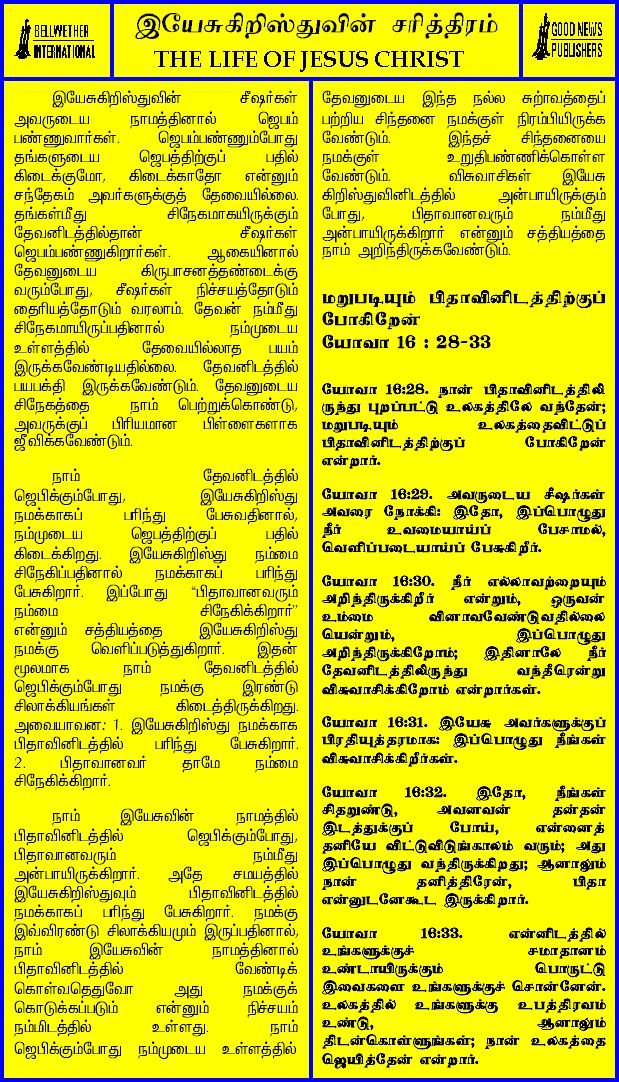 BELLWETHER
INTERNATIONAL
இயேசுகிறிஸ்துவின் சரித்திரம்
THE LIFE OF JESUS CHRIST
GOOD NEWS
PUBLISHERS
இயேசுகிறிஸ்துவின் சீஷர்கள்
அவருடைய நாமத்தினால் ஜெபம்
பண்ணுவார்கள். ஜெபம்பண்ணும்போது
தங்களுடைய ஜெபத்திற்குப் பதில்
கிடைக்குமோ, கிடைக்காதோ என்னும்
சந்தேகம் அவர்களுக்குத் தேவையில்லை.
தங்கள்மீது சிநேகமாகயிருக்கும்
தேவனிடத்தில்தான் சீஷர்கள்
ஜெபம்பண்ணுகிறார்கள். ஆகையினால்
தேவனுடைய கிருபாசனத்தண்டைக்கு
வரும்போது, சீஷர்கள் நிச்சயத்தோடும்
தைரியத்தோடும் வரலாம். தேவன் நம்மீது
சிநேகமாயிருப்பதினால் நம்முடைய
உள்ளத்தில் தேவையில்லாத பயம்
இருக்கவேண்டியதில்லை. தேவனிடத்தில்
பயபக்தி இருக்கவேண்டும். தேவனுடைய
சிநேகத்தை நாம் பெற்றுக்கொண்டு,
அவருக்குப் பிரியமான பிள்ளைகளாக
ஜீவிக்கவேண்டும்.
நாம் தேவனிடத்தில்
ஜெபிக்கும்போது, இயேசுகிறிஸ்து
நமக்காகப் பரிந்து பேசுவதினால்,
நம்முடைய ஜெபத்திற்குப் பதில்
கிடைக்கிறது. இயேசுகிறிஸ்து நம்மை
சிநேகிப்பதினால் நமக்காகப் பரிந்து
பேசுகிறார். இப்போது “பிதாவானவரும்
நம்மை சிநேகிக்கிறார்”
என்னும் சத்தியத்தை இயேசுகிறிஸ்து
நமக்கு வெளிப்படுத்துகிறார். இதன்
மூலமாக நாம் தேவனிடத்தில்
ஜெபிக்கும்போது நமக்கு இரண்டு
சிலாக்கியங்கள் கிடைத்திருக்கிறது.
அவையாவன: 1. இயேசுகிறிஸ்து நமக்காக
பிதாவினிடத்தில் பரிந்து பேசுகிறார்.
2. பிதாவானவர் தாமே நம்மை
சிநேகிக்கிறார்.
நாம் இயேசுவின் நாமத்தில்
பிதாவினிடத்தில் ஜெபிக்கும்போது,
பிதாவானவரும் நம்மீது
அன்பாயிருக்கிறார். அதே சமயத்தில்
இயேசுகிறிஸ்துவும் பிதாவினிடத்தில்
நமக்காகப் பரிந்து பேசுகிறார். நமக்கு
இவ்விரண்டு சிலாக்கியமும் இருப்பதினால்,
நாம் இயேசுவின் நாமத்தினால்
பிதாவினிடத்தில் வேண்டிக்
கொள்வதெதுவோ அது நமக்குக்
கொடுக்கப்படும் என்னும் நிச்சயம்
நம்மிடத்தில் உள்ளது. நாம்
ஜெபிக்கும்போது நம்முடைய உள்ளத்தில்
தேவனுடைய இந்த நல்ல சுறாவத்தைப்
பற்றிய சிந்தனை நமக்குள் நிரம்பியிருக்க
வேண்டும். இந்தச் சிந்தனையை
நமக்குள் உறுதிபண்ணிக்கொள்ள
வேண்டும். விசுவாசிகள் இயேசு
கிறிஸ்துவினிடத்தில் அன்பாயிருக்கும்
போது, பிதாவானவரும் நம்மீது
அன்பாயிருக்கிறார் என்னும் சத்தியத்தை
நாம் அறிந்திருக்கவேண்டும்.
மறுபடியும் பிதாவினிடத்திற்குப்
போகிறேன்
யோவா 16 : 28-33
யோவா 16:28. நான் பிதாவினிடத்திலி
ருந்து புறப்பட்டு உலகத்திலே வந்தேன்;
மறுபடியும் உலகத்தைவிட்டுப்
பிதாவினிடத்திற்குப் போகிறேன்
என்றார்.
யோவா 16:29. அவருடைய சீஷர்கள்
அவரை நோக்கி: இதோ, இப்பொழுது
நீர் உவமையாய்ப் பேசாமல்,
வெளிப்படையாய்ப் பேசுகிறீர்.
யோவா 16:30. நீர் எல்லாவற்றையும்
அறிந்திருக்கிறீர் என்றும், ஒருவன்
உம்மை வினாவவேண்டுவதில்லை
யென்றும், இப்பொழுது
அறிந்திருக்கிறோம்; இதினாலே நீர்
தேவனிடத்திலிருந்து வந்தீரென்று
விசுவாசிக்கிறோம் என்றார்கள்.
யோவா 16:31. இயேசு அவர்களுக்குப்
பிரதியுத்தரமாக: இப்பொழுது நீங்கள்
விசுவாசிக்கிறீர்கள்.
யோவா 16:32. இதோ, நீங்கள்
சிதறுண்டு, அவனவன் தன்தன்
இடத்துக்குப் போய், என்னைத்
தனியே விட்டுவிடுங்காலம் வரும்; அது
இப்பொழுது வந்திருக்கிறது; ஆனாலும்
நான் தனித்திரேன், பிதா
என்னுடனேகூட இருக்கிறார்.
யோவா 16:33. என்னிடத்தில்
உங்களுக்குச் சமாதானம்
உண்டாயிருக்கும் பொருட்டு
இவைகளை உங்களுக்குச் சொன்னேன்.
உலகத்தில் உங்களுக்கு உபத்திரவம்
உண்டு, ஆனாலும்
திடன்கொள்ளுங்கள்; நான் உலகத்தை
ஜெயித்தேன் என்றார்.